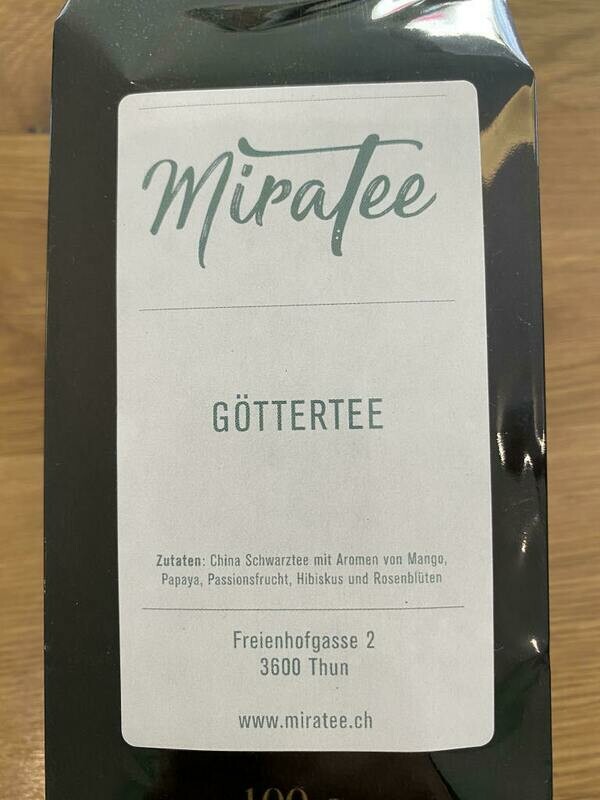 MiraTee
GÖTTERTEE
Zutaten: China Schwarztee mit Aromen von Mango,
Papaya, Passionsfrucht, Hibiskus und Rosenblüten
Freienhofgasse 2
3600 Thun
www.miratee.ch